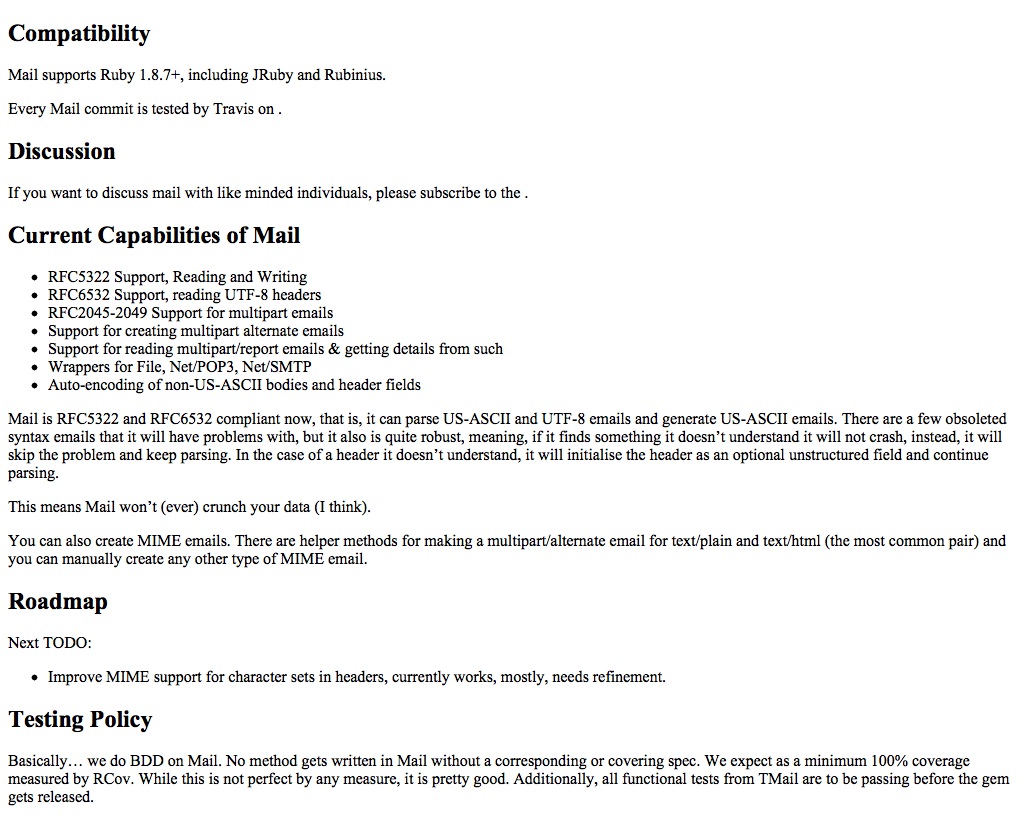 Compatibility
Mail supports Ruby 1.8.7+, including JRuby and Rubinius.
Every Mail commit is tested by Travis on .
Discussion
If you want to discuss mail with like minded individuals, please subscribe to the .
Current Capabilities of Mail
• RFC5322 Support, Reading and Writing
• RFC6532 Support, reading UTF-8 headers
• RFC2045-2049 Support for multipart emails
• Support for creating multipart alternate emails
• Support for reading multipart/report emails & getting details from such
• Wrappers for File, Net/POP3, Net/SMTP
• Auto-encoding of non-US-ASCII bodies and header fields
Mail is RFC5322 and RFC6532 compliant now, that is, it can parse US-ASCII and UTF-8 emails and generate US-ASCII emails. There are a few obsoleted
syntax emails that it will have problems with, but it also is quite robust, meaning, if it finds something it doesn’t understand it will not crash, instead, it will
skip the problem and keep parsing. In the case of a header it doesn’t understand, it will initialise the header as an optional unstructured field and continue
parsing.
This means Mail won’t (ever) crunch your data (I think).
You can also create MIME emails. There are helper methods for making a multipart/alternate email for text/plain and text/html (the most common pair) and
you can manually create any other type of MIME email.
Roadmap
Next TODO:
• Improve MIME support for character sets in headers, currently works, mostly, needs refinement.
Testing Policy
Basically… we do BDD on Mail. No method gets written in Mail without a corresponding or covering spec. We expect as a minimum 100% coverage
measured by RCov. While this is not perfect by any measure, it is pretty good. Additionally, all functional tests from TMail are to be passing before the gem
gets released.